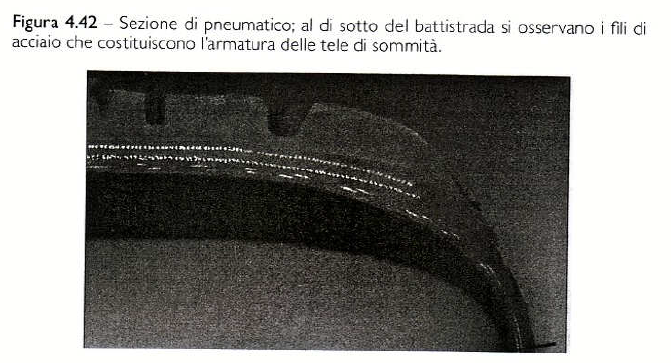 Figura 4.42 – Sezione di pneumatico; al di sotto del battistrada si osservano i fili di
acciaio che costituiscono l'armatura delle tele di sommità.